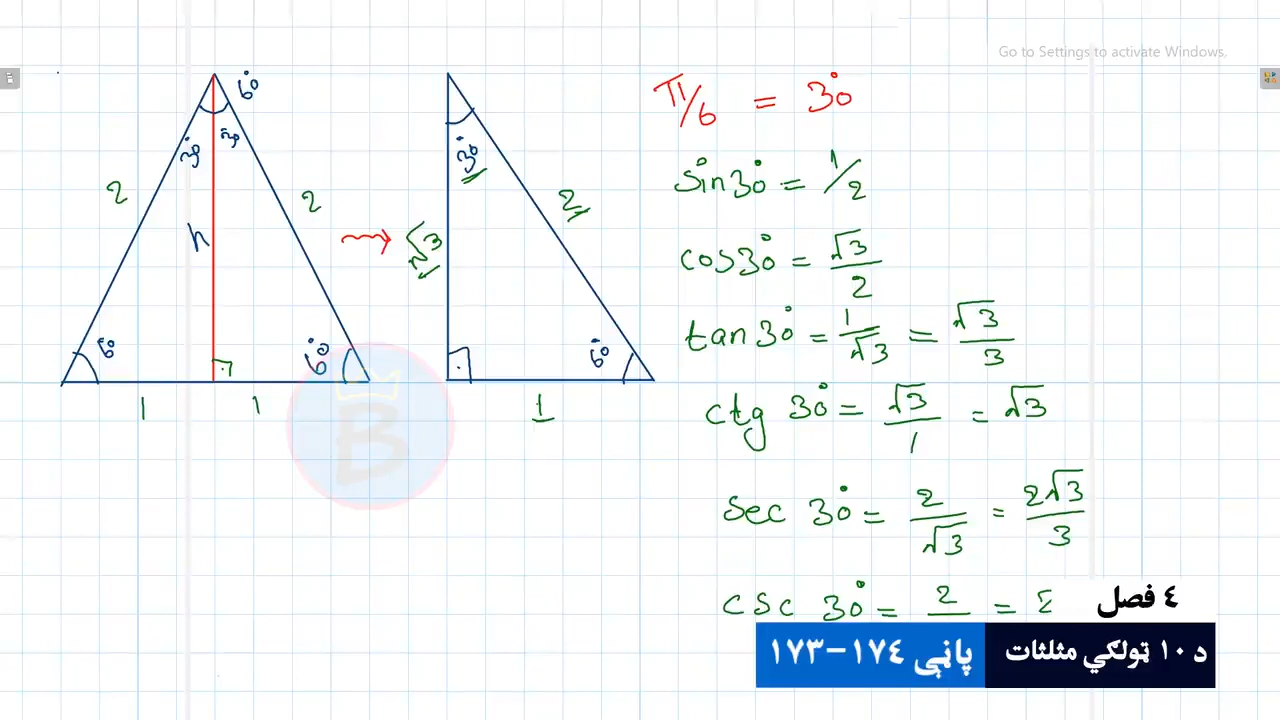 Go to Settings to activate Windows.
60°
30° 30°
2 2
h
60° 60°
1 1
30°
2
√3
60°
1
π/6 = 30°
sin30° = 1/2
cos30° = √3/2
tan30° = 1/√3 = √3/3
ctg 30° = √3/1 = √3
sec 30° = 2/√3 = 2√3/3
csc 30° = 2 = 2
B
٤ فصل
د ١٠ ټولکي مثلثات
پاڼې ١٧٤-١٧٣